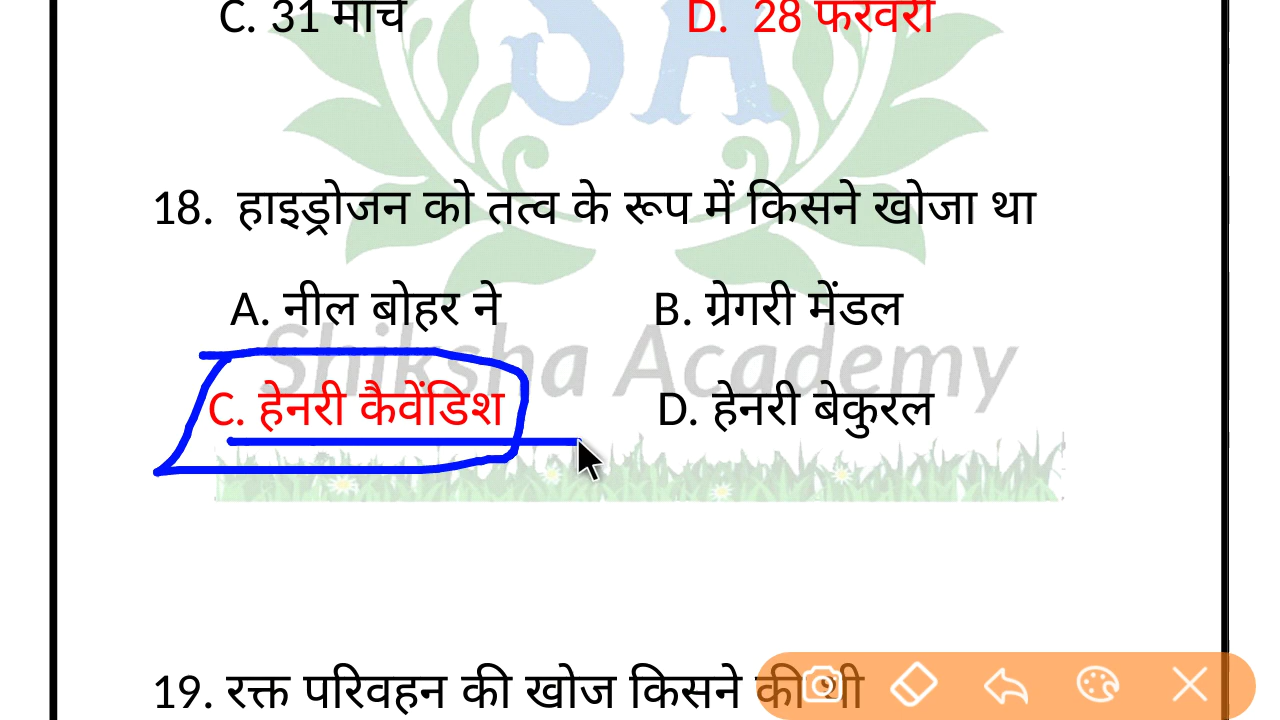 C. 31 मार्च D. 28 फरवरी
SA
18. हाइड्रोजन को तत्व के रूप में किसने खोजा था
A. नील बोहर ने B. ग्रेगरी मेंडल
Shiksha Academy
C. हेनरी कैवेंडिश D. हेनरी बेकुरल
19. रक्त परिवहन की खोज किसने की थी